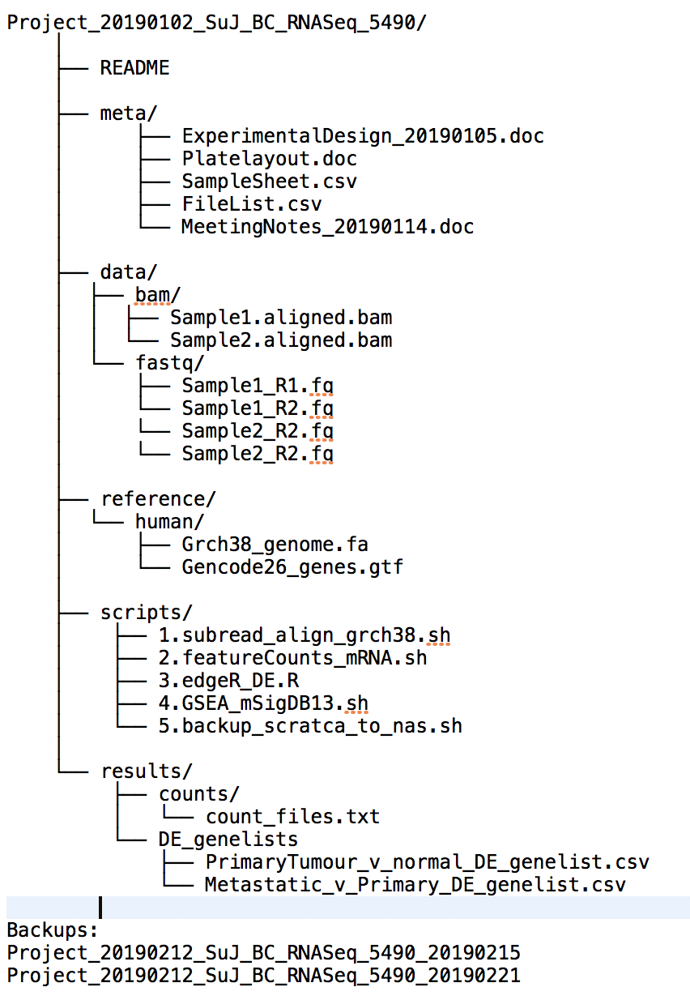 Project_20190102_SuJ_BC_RNASeq_5490/
README
meta/
ExperimentalDesign_20190105.doc
Platelayout.doc
SampleSheet.csv
FileList.csv
MeetingNotes_20190114.doc
data/
bam/
Sample1.aligned.bam
Sample2.aligned.bam
fastq/
Sample1_R1.fq
Sample1_R2.fq
Sample2_R2.fq
Sample2_R2.fq
reference/
human/
Grch38_genome.fa
Gencode26_genes.gtf
scripts/
1.subread_align_grch38.sh
2.featureCounts_mRNA.sh
3.edgeR_DE.R
4.GSEA_mSigDB13.sh
5.backup_scratca_to_nas.sh
results/
counts/
count_files.txt
DE_genelists
PrimaryTumour_v_normal_DE_genelist.csv
Metastatic_v_Primary_DE_genelist.csv
Backups:
Project_20190212_SuJ_BC_RNASeq_5490_20190215
Project_20190212_SuJ_BC_RNASeq_5490_20190221